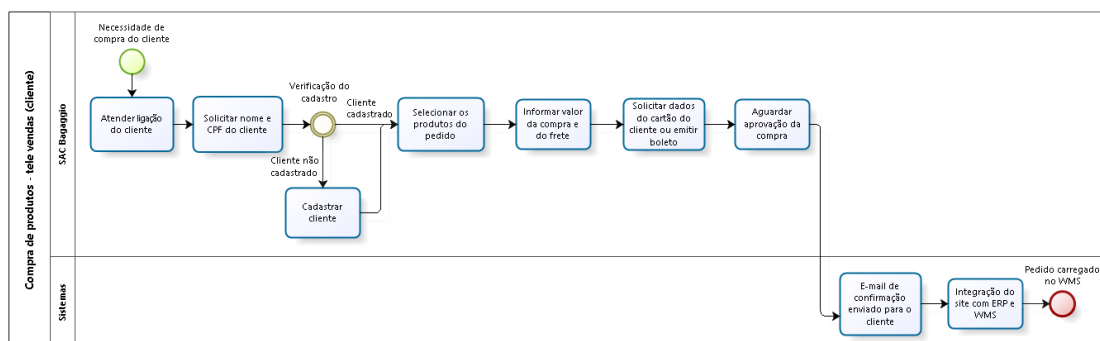 Compra de produtos - tele vendas (cliente)
SAC Bagaggio
Necessidade de
compra do cliente
Atender ligação
do cliente
Solicitar nome e
CPF do cliente
Verificação do
cadastro
Cliente
cadastrado
Cliente não
cadastrado
Cadastrar
cliente
Selecionar os
produtos do
pedido
Informar valor
da compra e
do frete
Solicitar dados
do cartão do
cliente ou emitir
boleto
Aguardar
aprovação da
compra
Sistemas
E-mail de
confirmação
enviado para o
cliente
Integração do
site com ERP e
WMS
Pedido carregado
no WMS